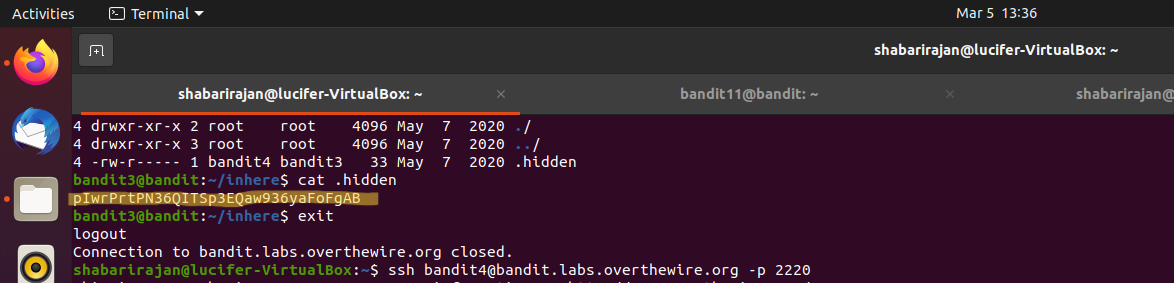 Activities
Terminal
Mar 5 13:36
shabarirajan@lucifer-VirtualBox: ~
shabarirajan@lucifer-VirtualBox: ~ × bandit11@bandit: ~ × shabarirajan@
4 drwxr-xr-x 2 root root 4096 May 7 2020 ./
4 drwxr-xr-x 3 root root 4096 May 7 2020 ../
4 -rw-r----- 1 bandit4 bandit3 33 May 7 2020 .hidden
bandit3@bandit:~/inhere$ cat .hidden
pIwrPrtPN36QITSp3EQaw936yaFoFgAB
bandit3@bandit:~/inhere$ exit
logout
Connection to bandit.labs.overthewire.org closed.
shabarirajan@lucifer-VirtualBox:~$ ssh bandit4@bandit.labs.overthewire.org -p 2220